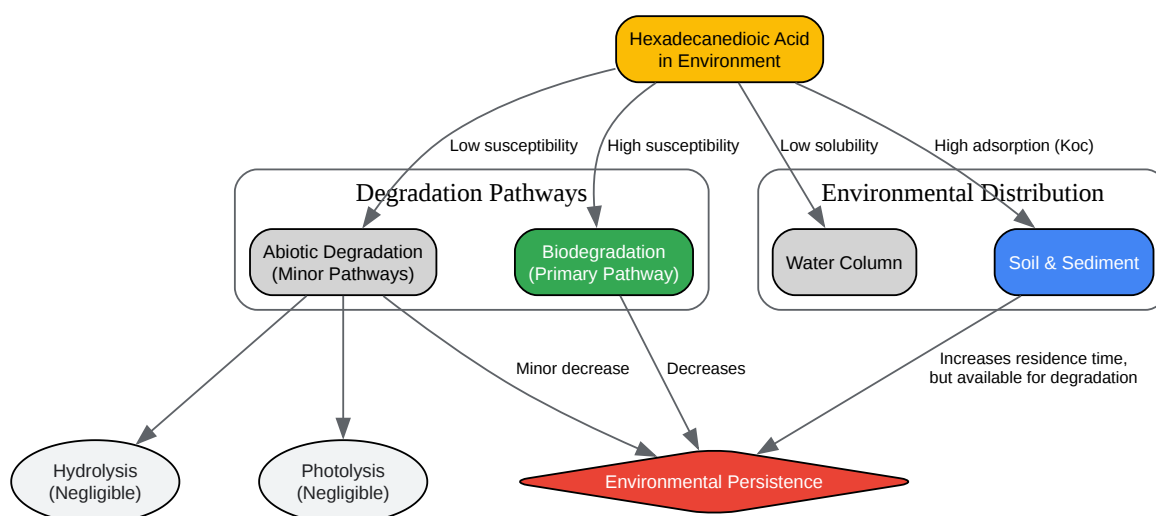 Hexadecanedioic Acid
in Environment
Low susceptibility
High susceptibility
Low solubility
High adsorption (Koc)
Degradation Pathways
Environmental Distribution
Abiotic Degradation
(Minor Pathways)
Biodegradation
(Primary Pathway)
Water Column
Soil & Sediment
Minor decrease
Decreases
Increases residence time,
but available for degradation
Hydrolysis
(Negligible)
Photolysis
(Negligible)
Environmental Persistence